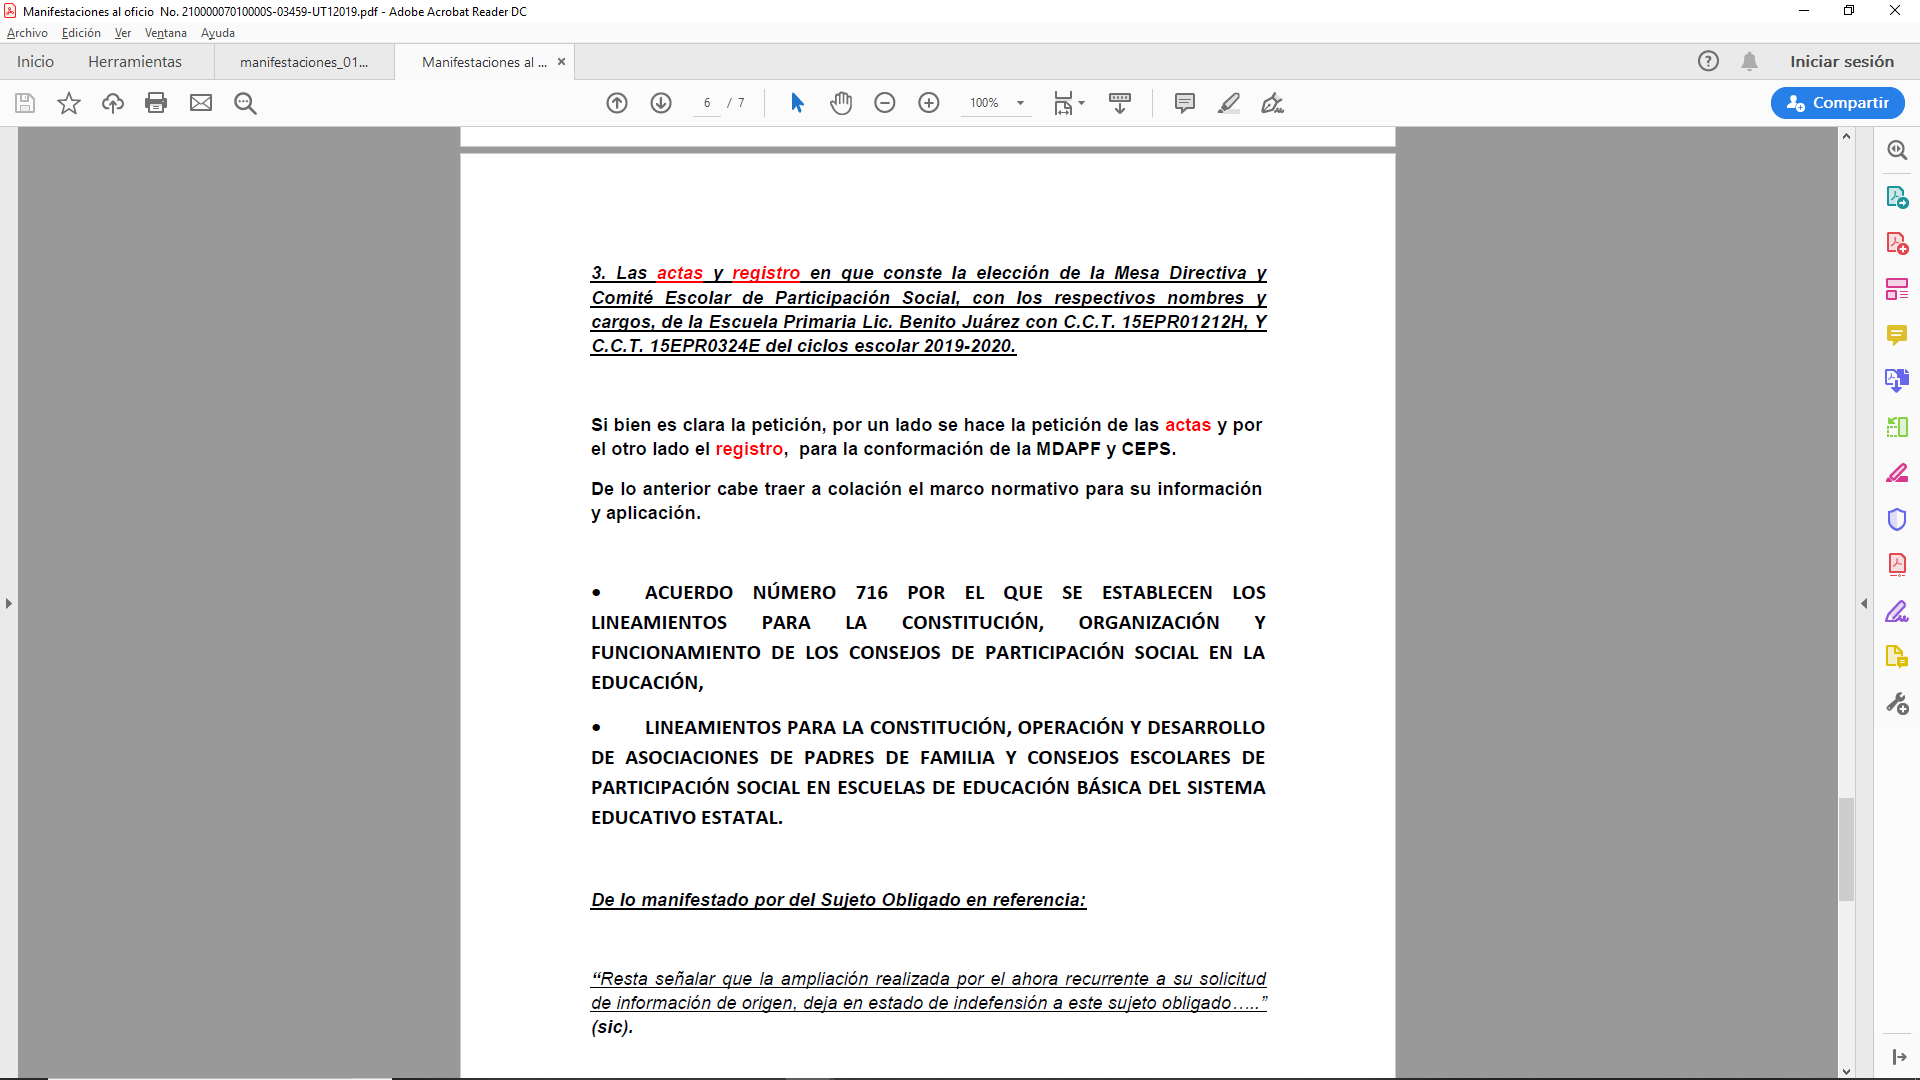 Manifestaciones al oficio  No. 21000007010000S-03459-UT12019.pdf - Adobe Acrobat Reader DC
Archivo Edición Ver Ventana Ayuda
Inicio Herramientas manifestaciones_01... Manifestaciones al ... × Iniciar sesión
6 / 7 100% Compartir
3. Las actas y registro en que conste la elección de la Mesa Directiva y
Comité Escolar de Participación Social, con los respectivos nombres y
cargos, de la Escuela Primaria Lic. Benito Juárez con C.C.T. 15EPR01212H, Y
C.C.T. 15EPR0324E del ciclos escolar 2019-2020.
Si bien es clara la petición, por un lado se hace la petición de las actas y por
el otro lado el registro,  para la conformación de la MDAPF y CEPS.
De lo anterior cabe traer a colación el marco normativo para su información
y aplicación.
• ACUERDO NÚMERO 716 POR EL QUE SE ESTABLECEN LOS
LINEAMIENTOS PARA LA CONSTITUCIÓN, ORGANIZACIÓN Y
FUNCIONAMIENTO DE LOS CONSEJOS DE PARTICIPACIÓN SOCIAL EN LA
EDUCACIÓN,
• LINEAMIENTOS PARA LA CONSTITUCIÓN, OPERACIÓN Y DESARROLLO
DE ASOCIACIONES DE PADRES DE FAMILIA Y CONSEJOS ESCOLARES DE
PARTICIPACIÓN SOCIAL EN ESCUELAS DE EDUCACIÓN BÁSICA DEL SISTEMA
EDUCATIVO ESTATAL.
De lo manifestado por del Sujeto Obligado en referencia:
“Resta señalar que la ampliación realizada por el ahora recurrente a su solicitud
de información de origen, deja en estado de indefensión a este sujeto obligado…..”
(sic).